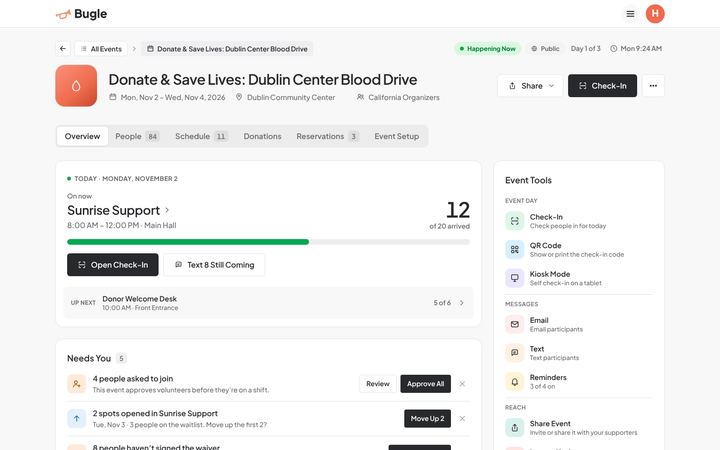 Bugle
H
All Events
Donate & Save Lives: Dublin Center Blood Drive
Happening Now
Public
Day 1 of 3
Mon 9:24 AM
Donate & Save Lives: Dublin Center Blood Drive
Mon, Nov 2 – Wed, Nov 4, 2026
Dublin Community Center
California Organizers
Share
Check-In
Overview
People 84
Schedule 11
Donations
Reservations 3
Event Setup
TODAY · MONDAY, NOVEMBER 2
On now
Sunrise Support
8:00 AM – 12:00 PM · Main Hall
12
of 20 arrived
Open Check-In
Text 8 Still Coming
UP NEXT
Donor Welcome Desk
10:00 AM · Front Entrance
5 of 6
Needs You 5
4 people asked to join
This event approves volunteers before they're on a shift.
Review
Approve All
2 spots opened in Sunrise Support
Tue, Nov 3 · 3 people on the waitlist. Move up the first 2?
Move Up 2
8 people haven't signed the waiver
Event Tools
EVENT DAY
Check-In
Check people in for today
QR Code
Show or print the check-in code
Kiosk Mode
Self check-in on a tablet
MESSAGES
Email
Email participants
Text
Text participants
Reminders
3 of 4 on
REACH
Share Event
Invite or share it with your supporters